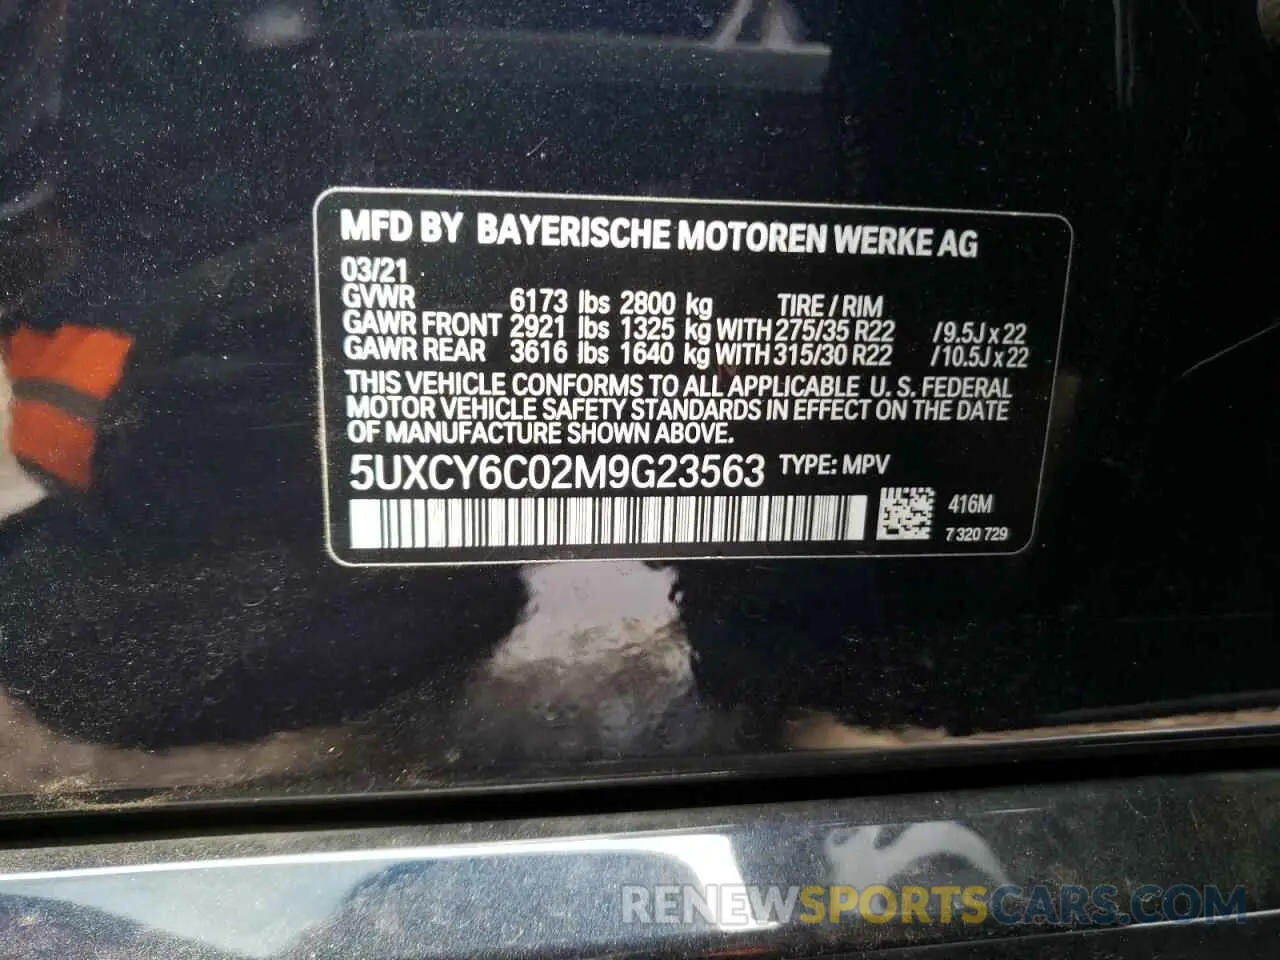 MFD BY BAYERISCHE MOTOREN WERKE AG
03/21
GVWR 6173 lbs 2800 kg TIRE / RIM
GAWR FRONT 2921 lbs 1325 kg WITH 275/35 R22 /9.5J x 22
GAWR REAR 3616 lbs 1640 kg WITH 315/30 R22 /10.5J x 22
THIS VEHICLE CONFORMS TO ALL APPLICABLE U. S. FEDERAL
MOTOR VEHICLE SAFETY STANDARDS IN EFFECT ON THE DATE
OF MANUFACTURE SHOWN ABOVE.
5UXCY6C02M9G23563 TYPE: MPV
416M
7 320 729
RENEWSPORTSCARS.COM